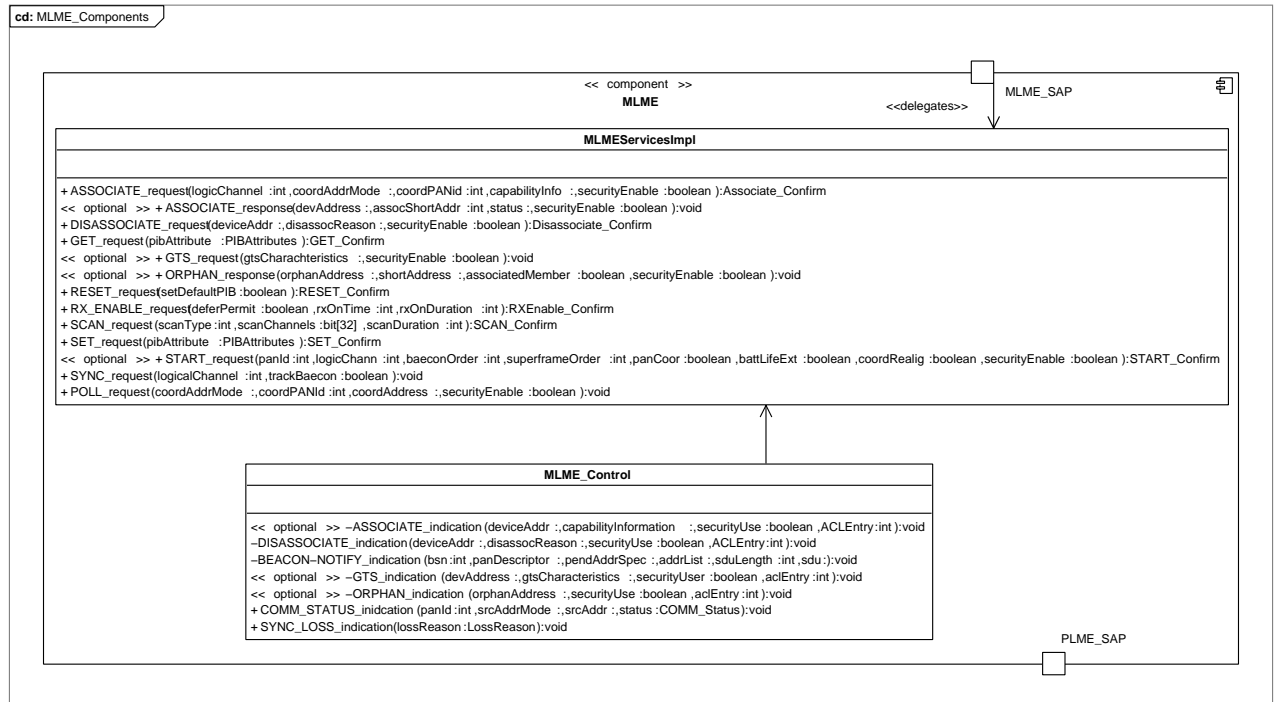 cd: MLME_Components
<< component >>
MLME
MLME_SAP
<<delegates>>
MLMEServicesImpl
+ ASSOCIATE_request(logicChannel :int ,coordAddrMode :,coordPANid :int ,capabilityInfo :,securityEnable :boolean ):Associate_Confirm
<< optional >> + ASSOCIATE_response(devAddress :,assocShortAddr :int ,status :,securityEnable :boolean ):void
+ DISASSOCIATE_request(deviceAddr :,disassocReason :,securityEnable :boolean ):Disassociate_Confirm
+ GET_request(pibAttribute :PIBAttributes ):GET_Confirm
<< optional >> + GTS_request(gtsCharachteristics :,securityEnable :boolean ):void
<< optional >> + ORPHAN_response(orphanAddress :,shortAddress :,associatedMember :boolean ,securityEnable :boolean ):void
+ RESET_request(setDefaultPIB :boolean ):RESET_Confirm
+ RX_ENABLE_request(deferPermit :boolean ,rxOnTime :int ,rxOnDuration :int ):RXEnable_Confirm
+ SCAN_request(scanType :int ,scanChannels :bit[32] ,scanDuration :int ):SCAN_Confirm
+ SET_request(pibAttribute :PIBAttributes ):SET_Confirm
<< optional >> + START_request(panId :int ,logicChann :int ,baeconOrder :int ,superframeOrder :int ,panCoor :boolean ,battLifeExt :boolean ,coordRealig :boolean ,securityEnable :boolean ):START_Confirm
+ SYNC_request(logicalChannel :int ,trackBaecon :boolean ):void
+ POLL_request(coordAddrMode :,coordPANId :int ,coordAddress :,securityEnable :boolean ):void
MLME_Control
<< optional >> –ASSOCIATE_indication (deviceAddr :,capabilityInformation :,securityUse :boolean ,ACLEntry:int ):void
–DISASSOCIATE_indication(deviceAddr :,disassocReason :,securityUse :boolean ,ACLEntry:int ):void
–BEACON–NOTIFY_indication (bsn:int ,panDescriptor :,pendAddrSpec :,addrList :,sduLength :int ,sdu :):void
<< optional >> –GTS_indication (devAddress :,gtsCharacteristics :,securityUser :boolean ,aclEntry :int ):void
<< optional >> –ORPHAN_indication (orphanAddress :,securityUse :boolean ,aclEntry :int ):void
+ COMM_STATUS_inidcation (panId :int ,srcAddrMode :,srcAddr :,status :COMM_Status):void
+ SYNC_LOSS_indication(lossReason :LossReason):void
PLME_SAP